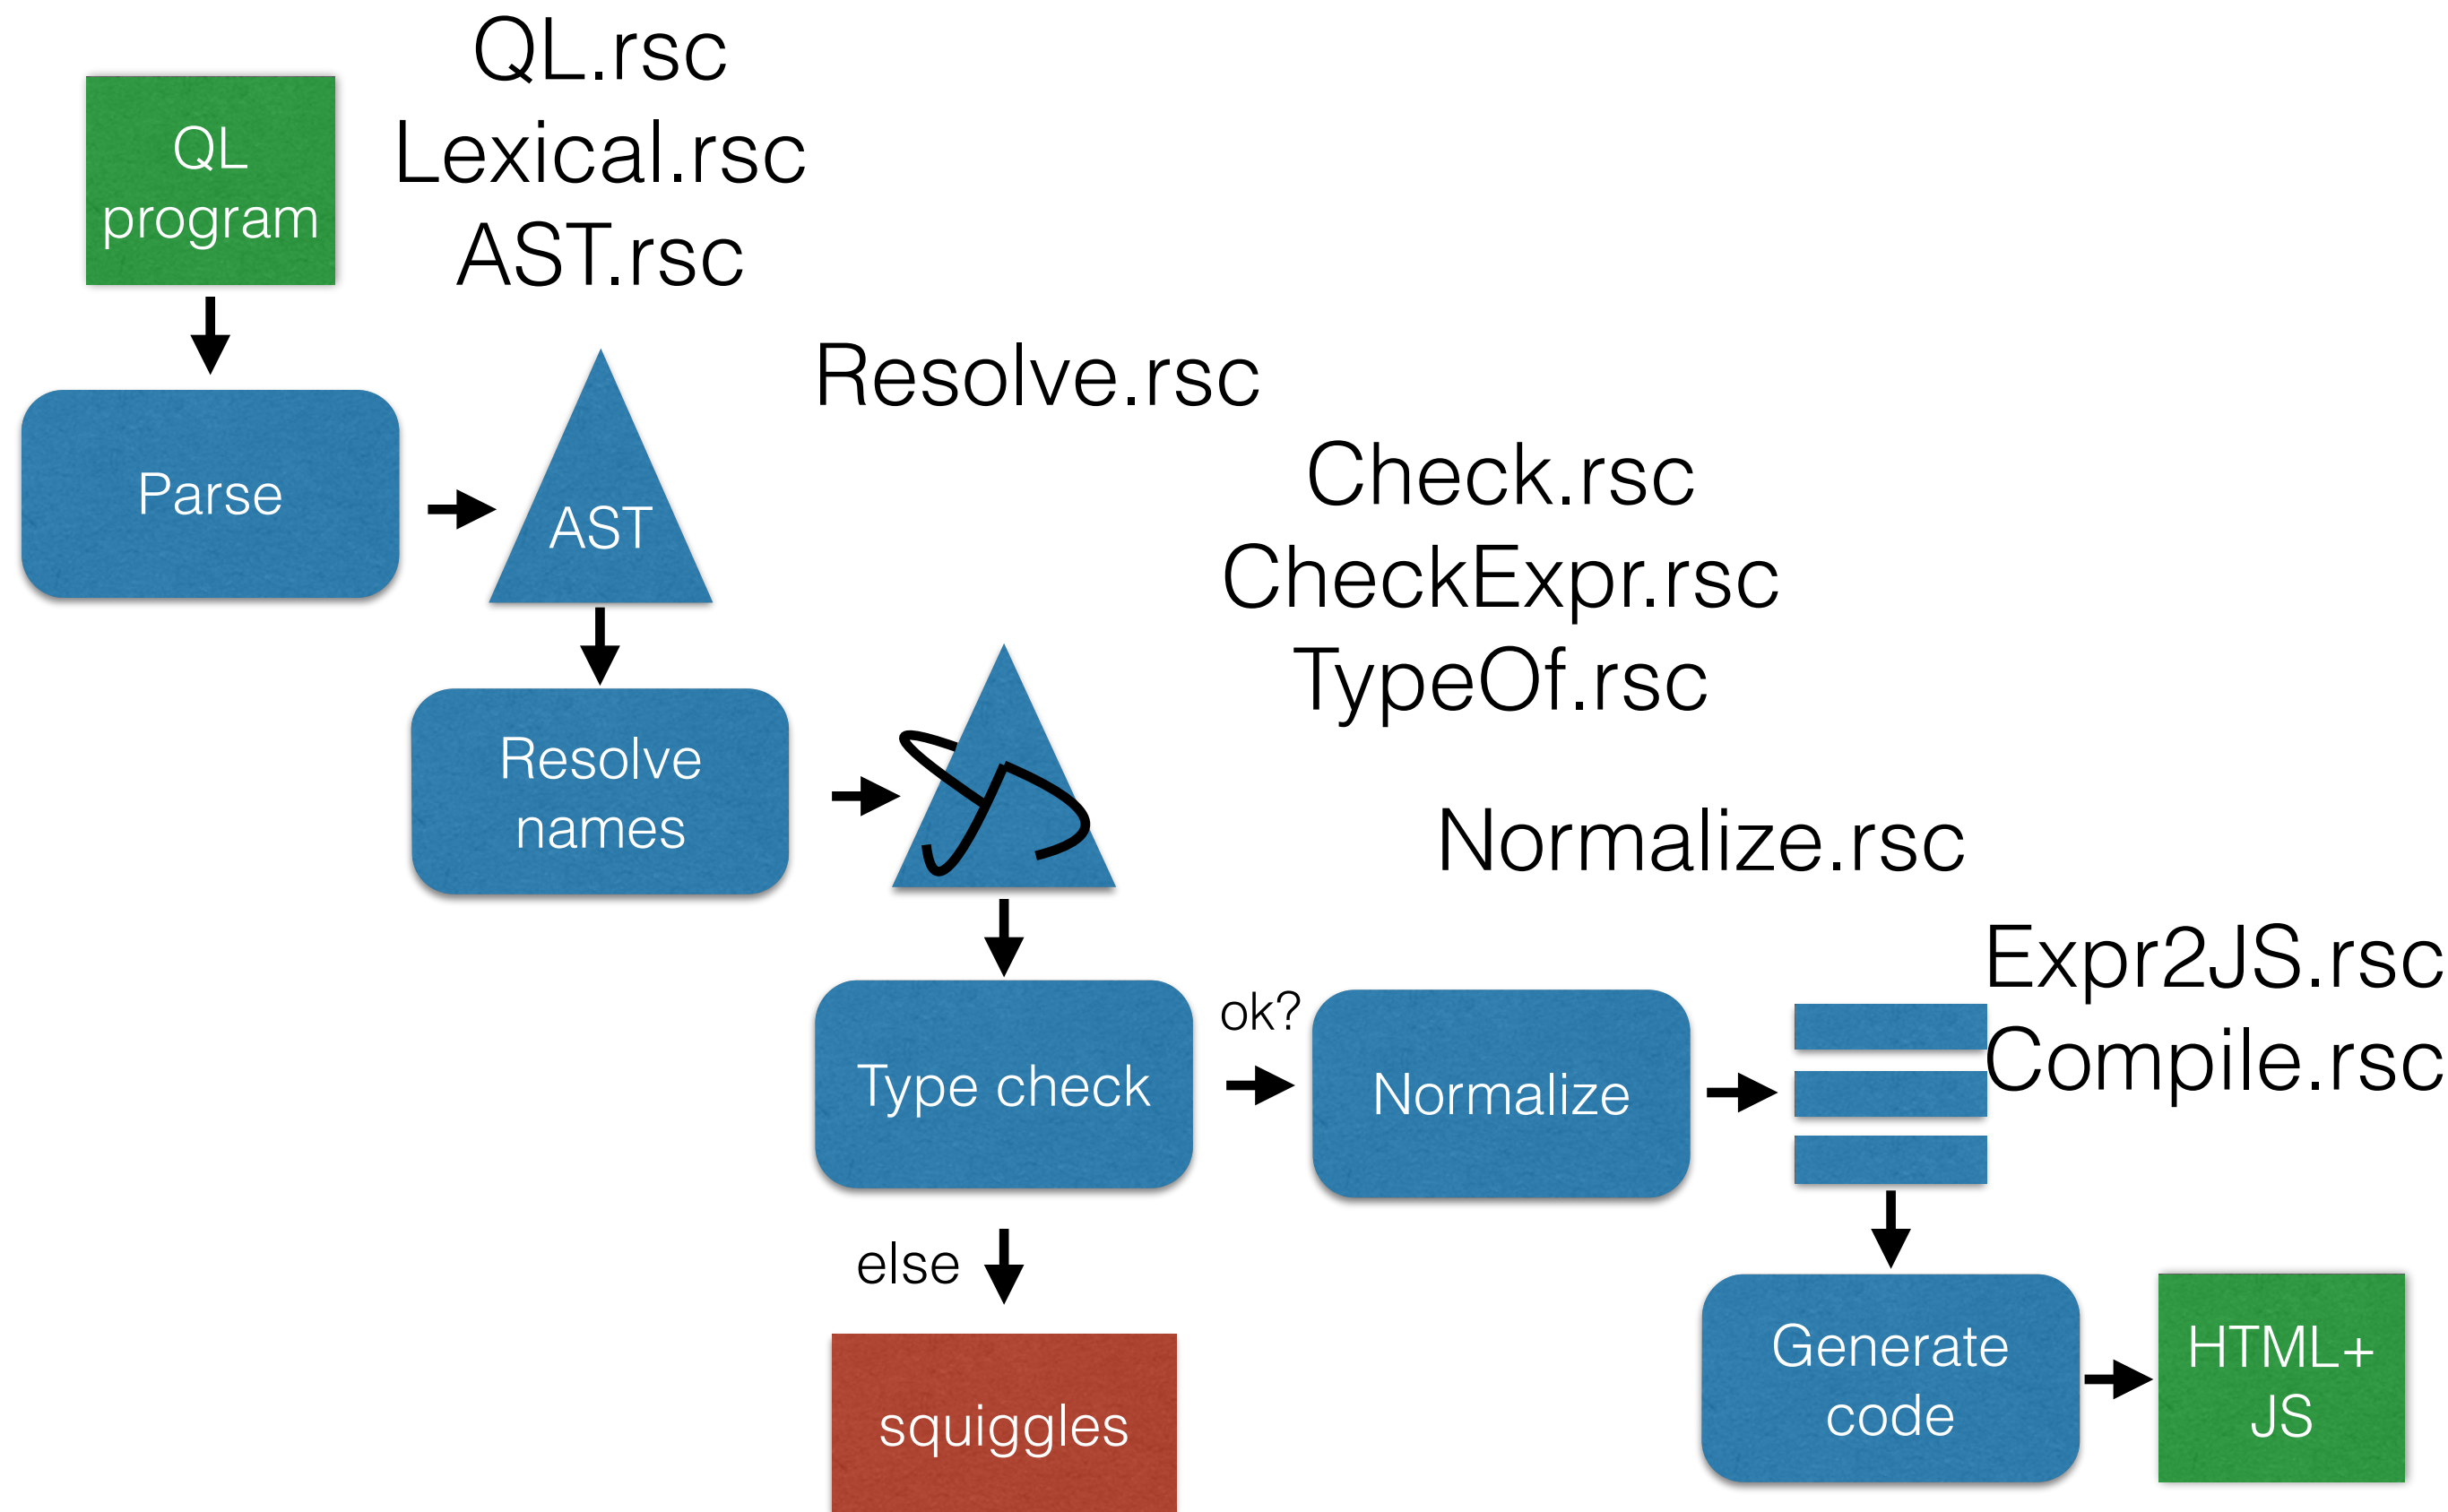 QL.rsc
Lexical.rsc
AST.rsc
QL
program
Resolve.rsc
Parse
AST
Check.rsc
CheckExpr.rsc
TypeOf.rsc
Resolve
names
Normalize.rsc
Expr2JS.rsc
Compile.rsc
Type check
ok?
Normalize
else
squiggles
Generate
code
HTML+
JS